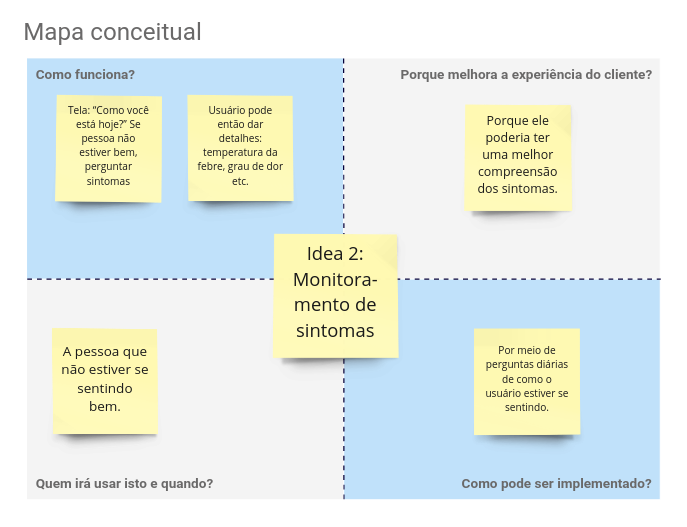 Mapa conceitual
Como funciona?
Tela: “Como você
está hoje?” Se
pessoa não
estiver bem,
perguntar
sintomas
Usuário pode
então dar
detalhes:
temperatura da
febre, grau de dor
etc.
Porque melhora a experiência do cliente?
Porque ele
poderia ter
uma melhor
compreensão
dos sintomas.
Idea 2:
Monitora-
mento de
sintomas
A pessoa que
não estiver se
sentindo
bem.
Quem irá usar isto e quando?
Por meio de
perguntas diárias
de como o
usuário estiver se
sentindo.
Como pode ser implementado?